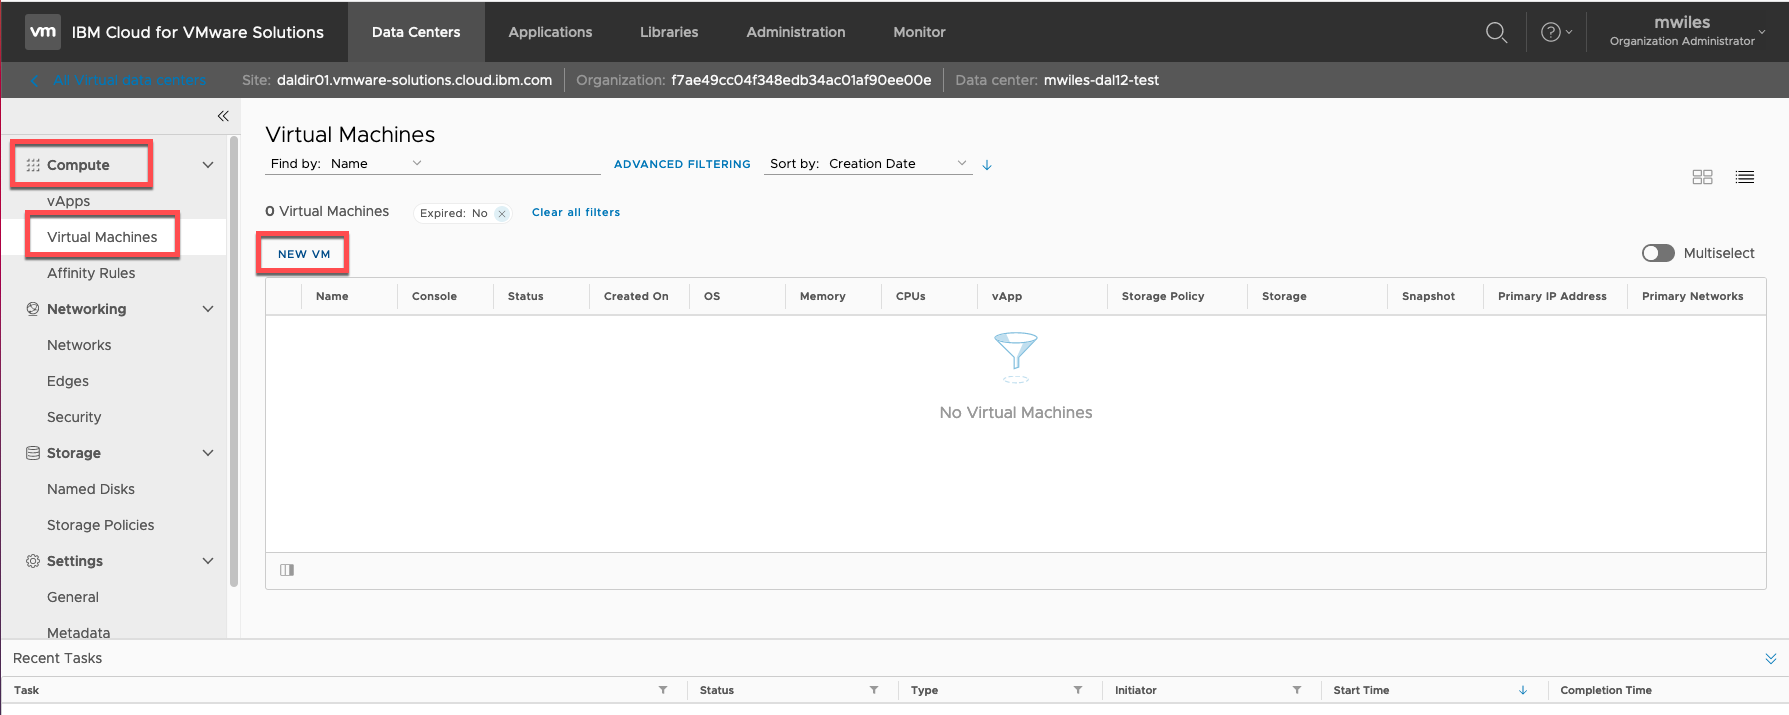 vm IBM Cloud for VMware Solutions Data Centers Applications Libraries Administration Monitor ? mwiles
Organization Administrator
All Virtual data centers Site: daldir01.vmware-solutions.cloud.ibm.com Organization: f7ae49cc04f348edb34ac01af90ee00e Data center: mwiles-dal12-test
Compute
vApps
Virtual Machines
Affinity Rules
Networking
Networks
Edges
Security
Storage
Named Disks
Storage Policies
Settings
General
Metadata
Virtual Machines
Find by: Name ADVANCED FILTERING Sort by: Creation Date
0 Virtual Machines Expired: No Clear all filters
NEW VM Multiselect
Name Console Status Created On OS Memory CPUs vApp Storage Policy Storage Snapshot Primary IP Address Primary Networks
No Virtual Machines
Recent Tasks
Task Status Type Initiator Start Time Completion Time